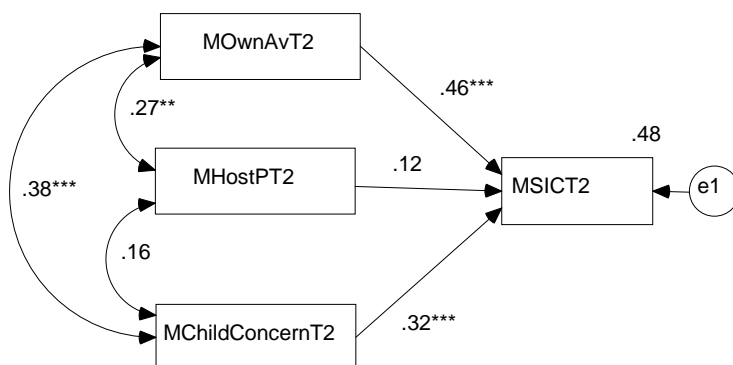 MOwnAvT2
.46***
.27**
.48
.12
MHostPT2
MSICT2
e1
.38***
.16
.32***
MChildConcernT2